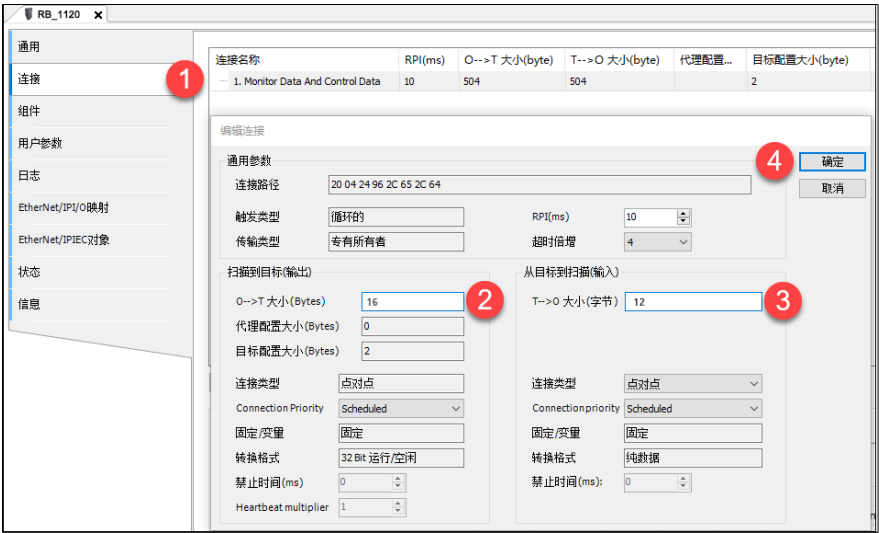 RB_1120 x
通用
连接
组件
用户参数
日志
EtherNet/IPI/O映射
EtherNet/IPIEC对象
状态
信息
1
连接名称 RPI(ms) O-->T 大小(byte) T-->O 大小(byte) 代理配置... 目标配置大小(byte)
1. Monitor Data And Control Data 10 504 504 2
编辑连接
通用参数
4
确定
取消
连接路径 20 04 24 96 2C 65 2C 64
触发类型 循环的 RPI(ms) 10
传输类型 专有所有者 超时倍增 4
扫描到目标(输出) 从目标到扫描(输入)
O-->T 大小(Bytes) 16 2 T-->O 大小(字节) 12 3
代理配置大小(Bytes) 0
目标配置大小(Bytes) 2
连接类型 点对点 连接类型 点对点
Connection Priority Scheduled Connectionpriority Scheduled
固定/变量 固定 固定/变量 固定
转换格式 32 Bit 运行/空闲 转换格式 纯数据
禁止时间(ms) 0 禁止时间(ms): 0
Heartbeat multiplier 1